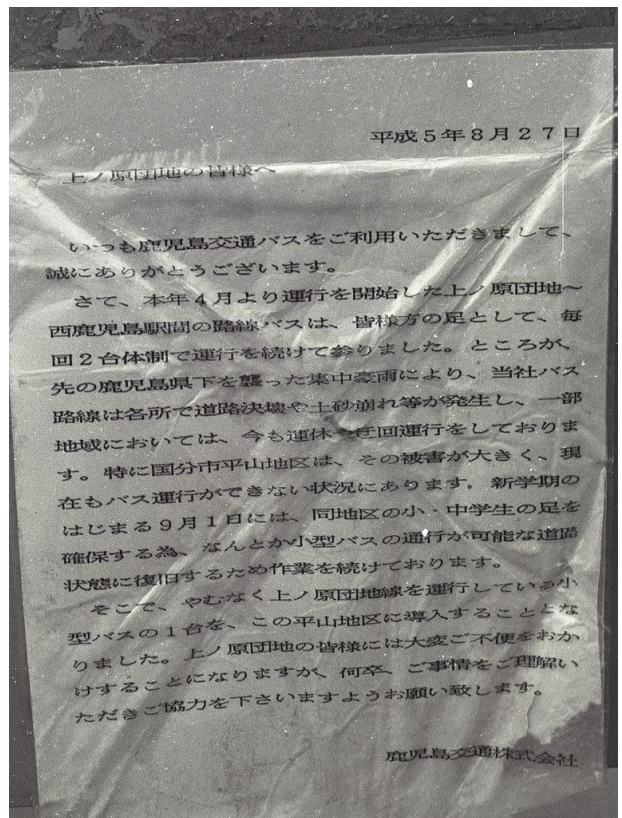 平成5年8月27日
上ノ原団地の皆様へ
いつも鹿児島交通バスをご利用いただきまして、
誠にありがとうございます。
さて、本年4月より運行を開始した上ノ原団地〜
西鹿児島駅間の路線バスは、皆様方の足として、毎
回2台体制で運行を続けて参りました。ところが、
先の鹿児島県下を襲った集中豪雨により、当社バス
路線は各所で道路決壊や土砂崩れ等が発生し、一部
地域においては、今も運休や迂回運行をしておりま
す。特に国分市平山地区は、その被害が大きく、現
在もバス運行ができない状況にあります。新学期の
はじまる9月1日には、同地区の小・中学生の足を
確保する為、なんとか小型バスの通行が可能な道路
状態に復旧するため作業を続けております。
そこで、やむなく上ノ原団地線を運行している小
型バスの1台を、この平山地区に導入することとな
りました。上ノ原団地の皆様には大変ご不便をおか
けすることになりますが、何卒、ご事情をご理解い
ただきご協力を下さいますようお願い致します。
鹿児島交通株式会社